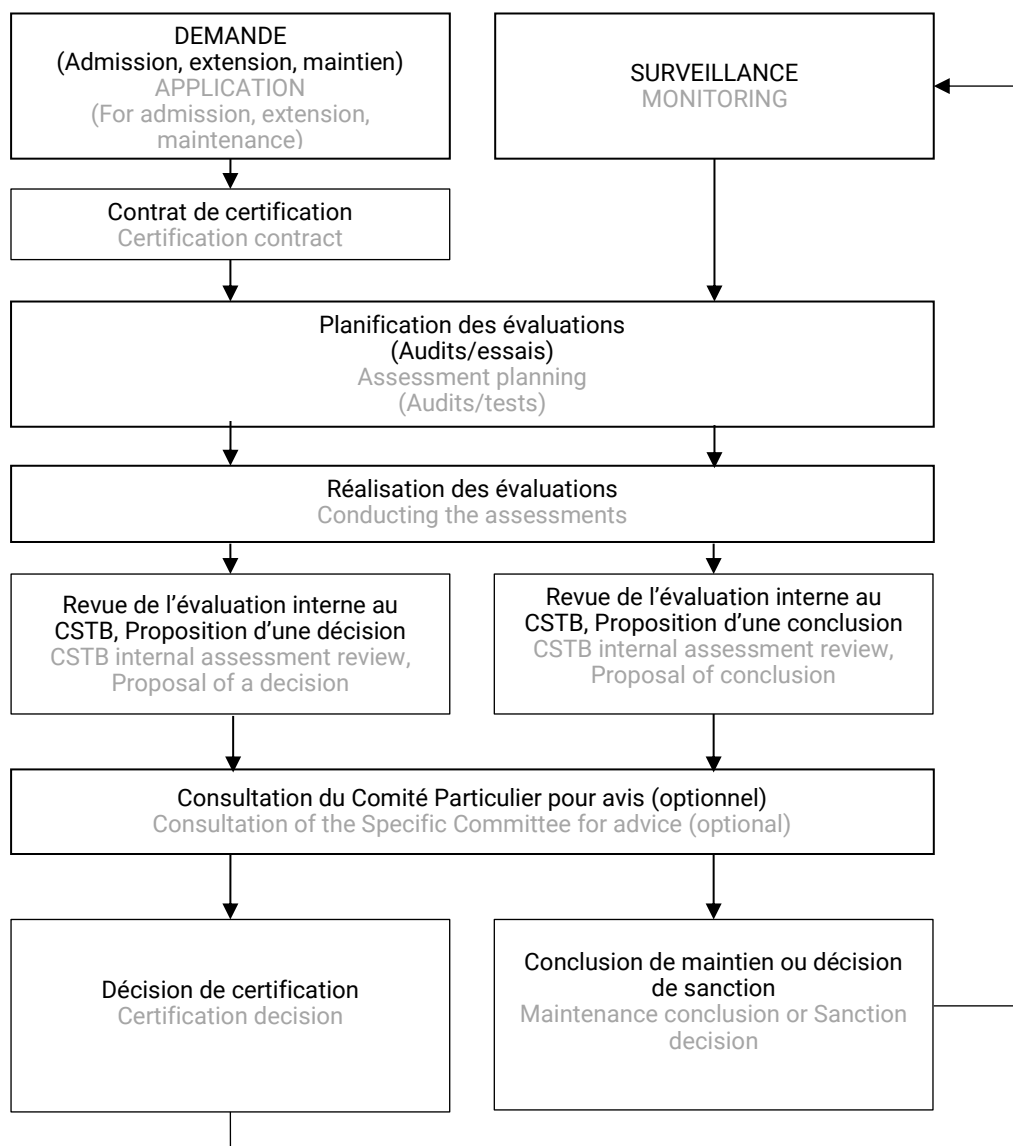 DEMANDE
(Admission, extension, maintien)
APPLICATION
(For admission, extension,
maintenance)
SURVEILLANCE
MONITORING
Contrat de certification
Certification contract
Planification des évaluations
(Audits/essais)
Assessment planning
(Audits/tests)
Réalisation des évaluations
Conducting the assessments
Revue de l’évaluation interne au
CSTB, Proposition d’une décision
CSTB internal assessment review,
Proposal of a decision
Revue de l’évaluation interne au
CSTB, Proposition d’une conclusion
CSTB internal assessment review,
Proposal of conclusion
Consultation du Comité Particulier pour avis (optionnel)
Consultation of the Specific Committee for advice (optional)
Décision de certification
Certification decision
Conclusion de maintien ou décision
de sanction
Maintenance conclusion or Sanction
decision